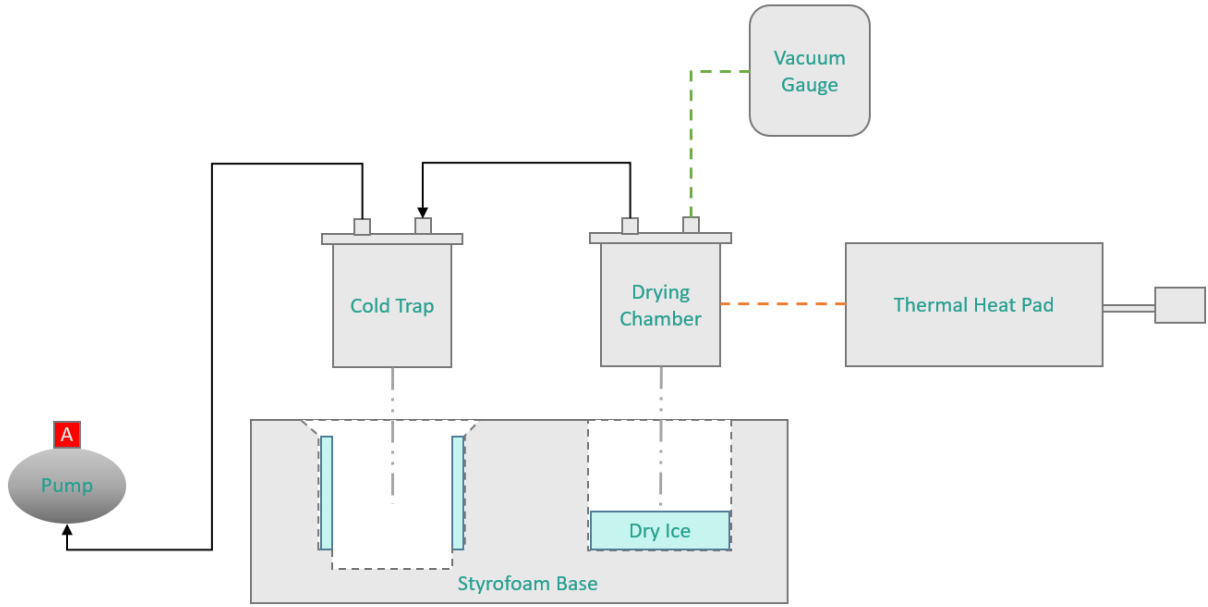 Vacuum
Gauge
Cold Trap
Drying
Chamber
Thermal Heat Pad
A
Pump
Dry Ice
Styrofoam Base